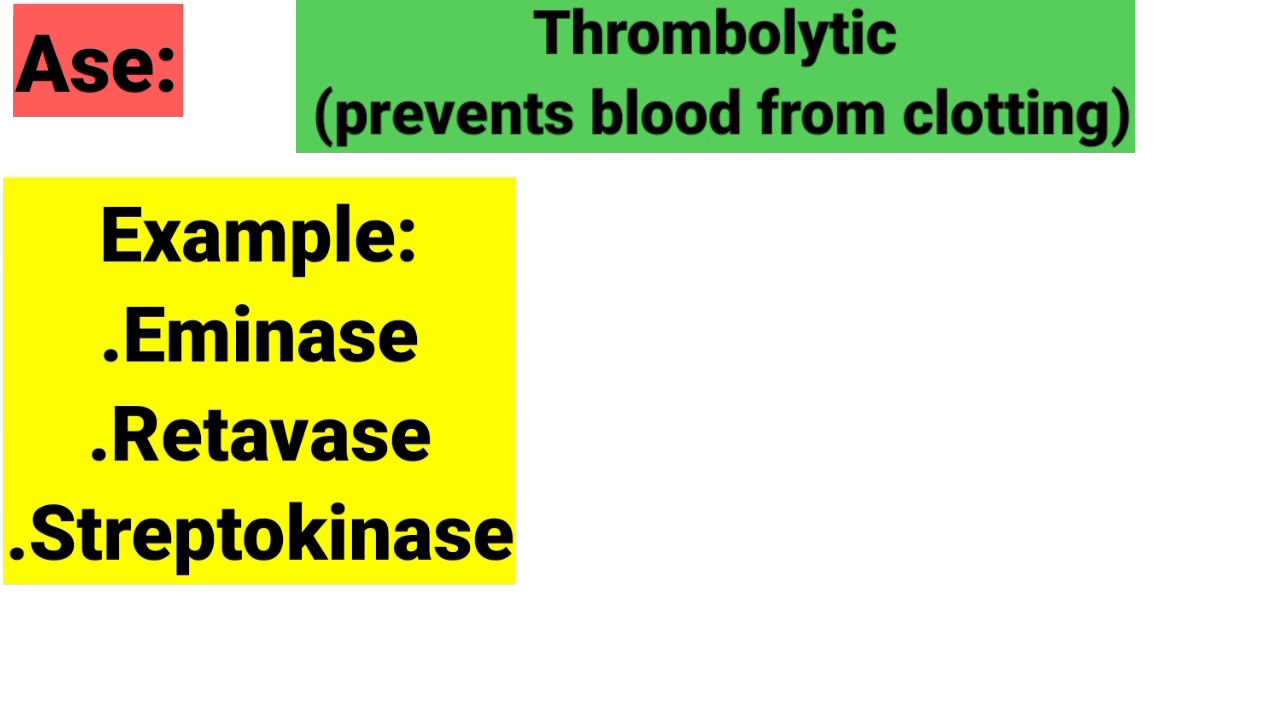 Ase:
Thrombolytic
(prevents blood from clotting)
Example:
.Eminase
.Retavase
.Streptokinase